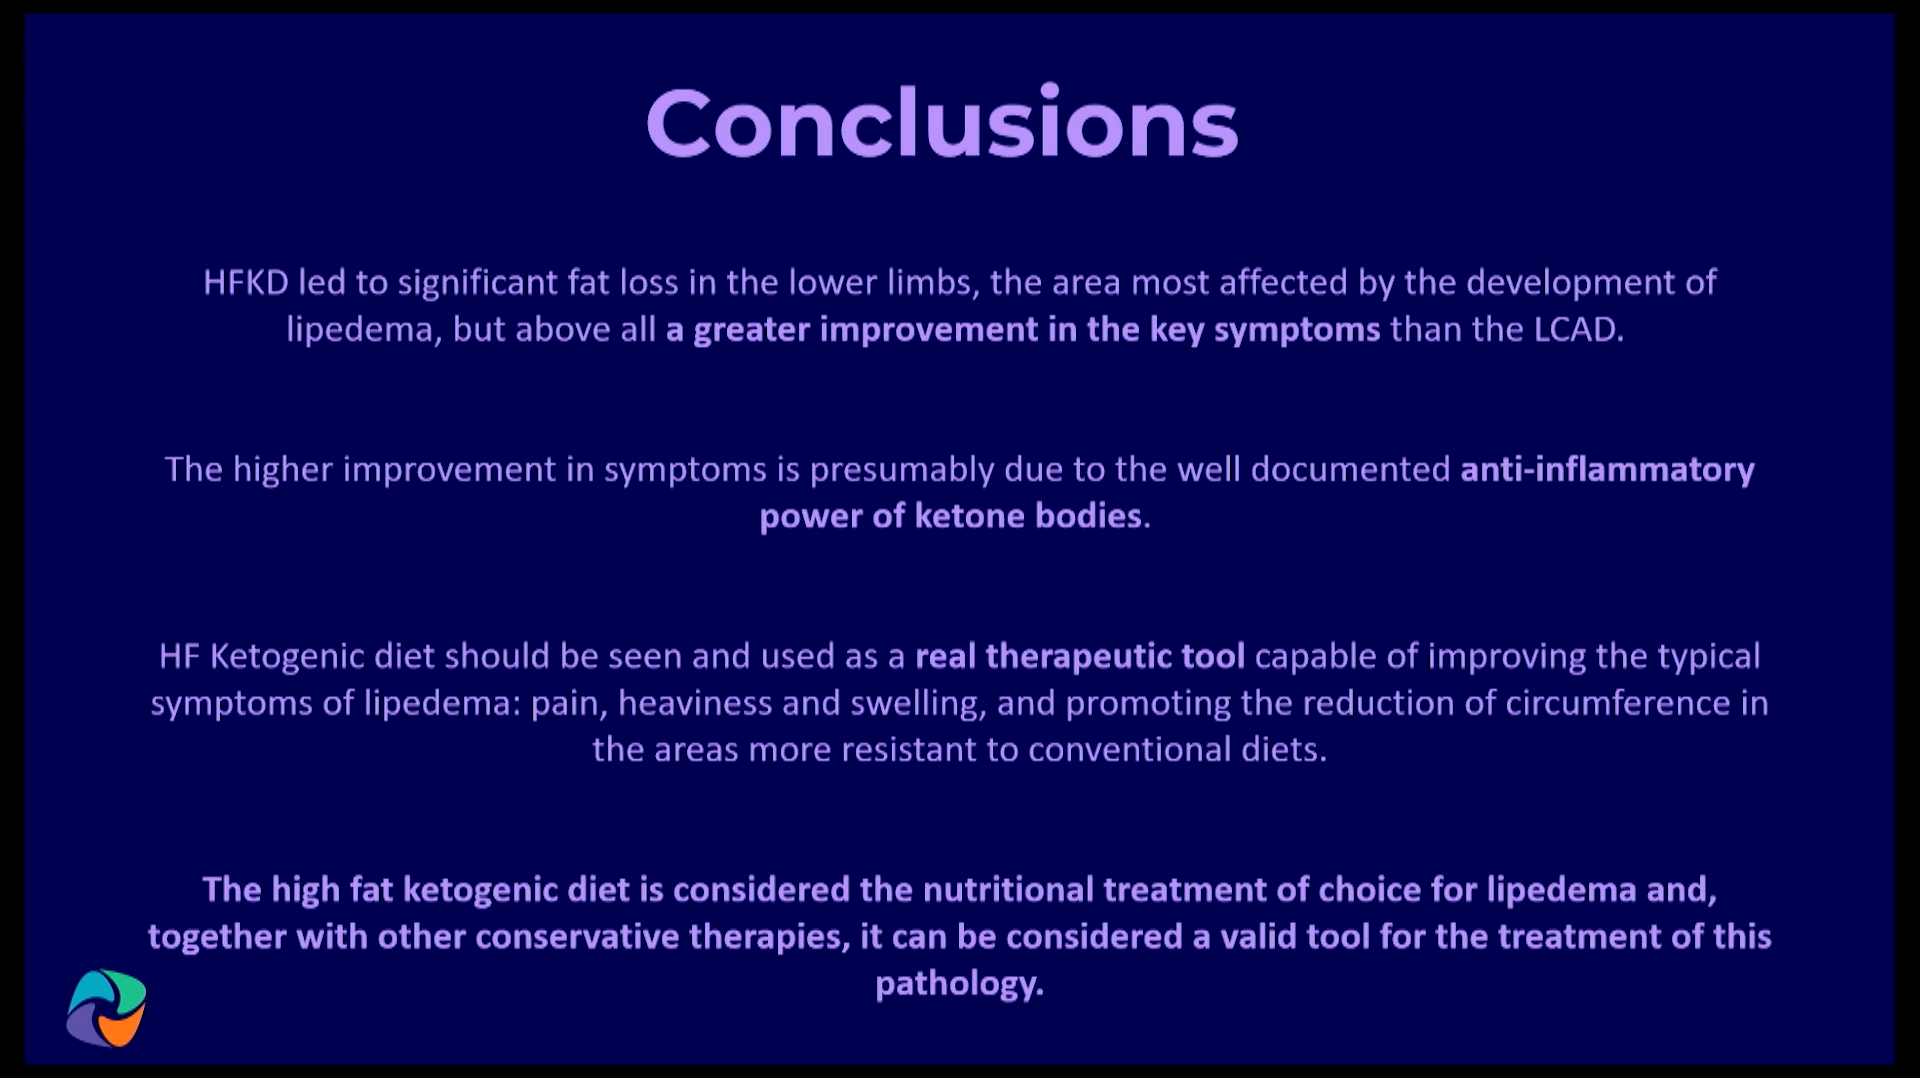 Conclusions
HFKD led to significant fat loss in the lower limbs, the area most affected by the development of
lipedema, but above all a greater improvement in the key symptoms than the LCAD.
The higher improvement in symptoms is presumably due to the well documented anti-inflammatory
power of ketone bodies.
HF Ketogenic diet should be seen and used as a real therapeutic tool capable of improving the typical
symptoms of lipedema: pain, heaviness and swelling, and promoting the reduction of circumference in
the areas more resistant to conventional diets.
The high fat ketogenic diet is considered the nutritional treatment of choice for lipedema and,
together with other conservative therapies, it can be considered a valid tool for the treatment of this
pathology.